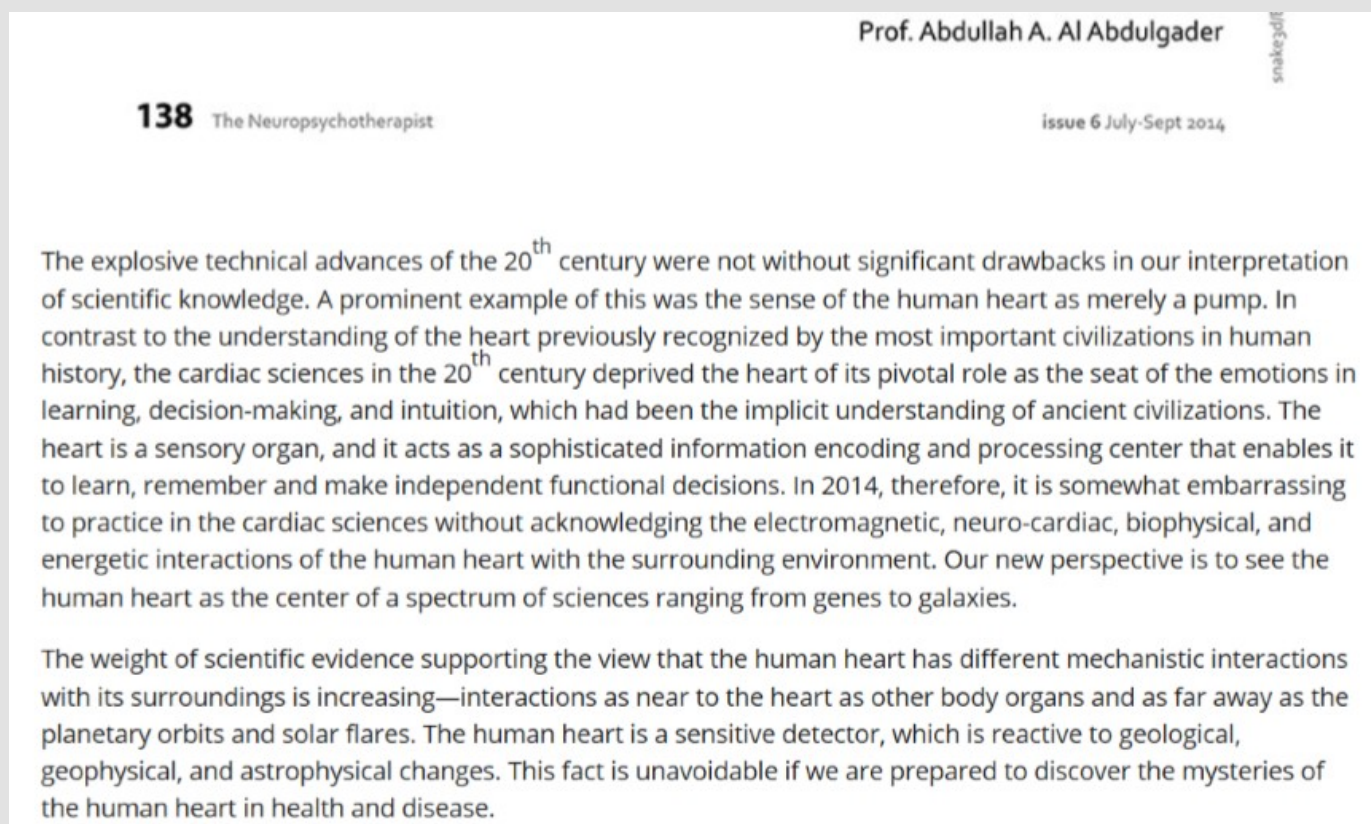 Prof. Abdullah A. Al Abdulgader
snake3d/
138 The Neuropsychotherapist
issue 6 July-Sept 2014
The explosive technical advances of the 20th century were not without significant drawbacks in our interpretation
of scientific knowledge. A prominent example of this was the sense of the human heart as merely a pump. In
contrast to the understanding of the heart previously recognized by the most important civilizations in human
history, the cardiac sciences in the 20th century deprived the heart of its pivotal role as the seat of the emotions in
learning, decision-making, and intuition, which had been the implicit understanding of ancient civilizations. The
heart is a sensory organ, and it acts as a sophisticated information encoding and processing center that enables it
to learn, remember and make independent functional decisions. In 2014, therefore, it is somewhat embarrassing
to practice in the cardiac sciences without acknowledging the electromagnetic, neuro-cardiac, biophysical, and
energetic interactions of the human heart with the surrounding environment. Our new perspective is to see the
human heart as the center of a spectrum of sciences ranging from genes to galaxies.
The weight of scientific evidence supporting the view that the human heart has different mechanistic interactions
with its surroundings is increasing—interactions as near to the heart as other body organs and as far away as the
planetary orbits and solar flares. The human heart is a sensitive detector, which is reactive to geological,
geophysical, and astrophysical changes. This fact is unavoidable if we are prepared to discover the mysteries of
the human heart in health and disease.